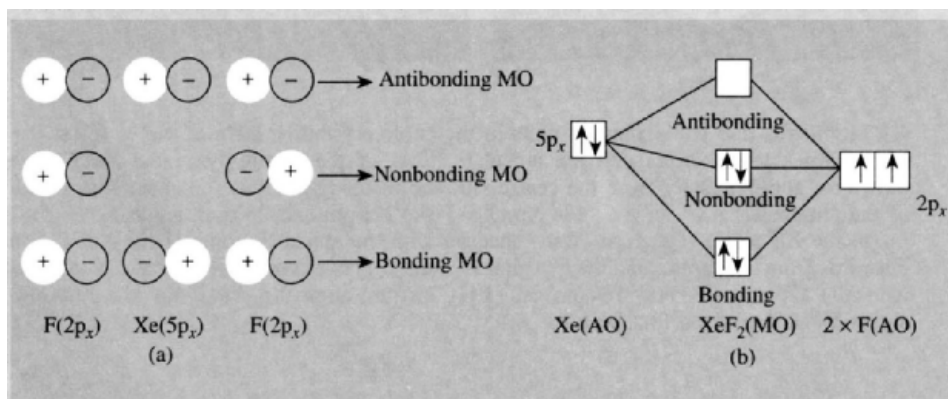 + − + − + − Antibonding MO
+ − − + Nonbonding MO
+ − − + + − Bonding MO
F(2pₓ) Xe(5pₓ) F(2pₓ)
(a)
5pₓ
Antibonding
Nonbonding
2pₓ
Bonding
Xe(AO) XeF₂(MO) 2 × F(AO)
(b)